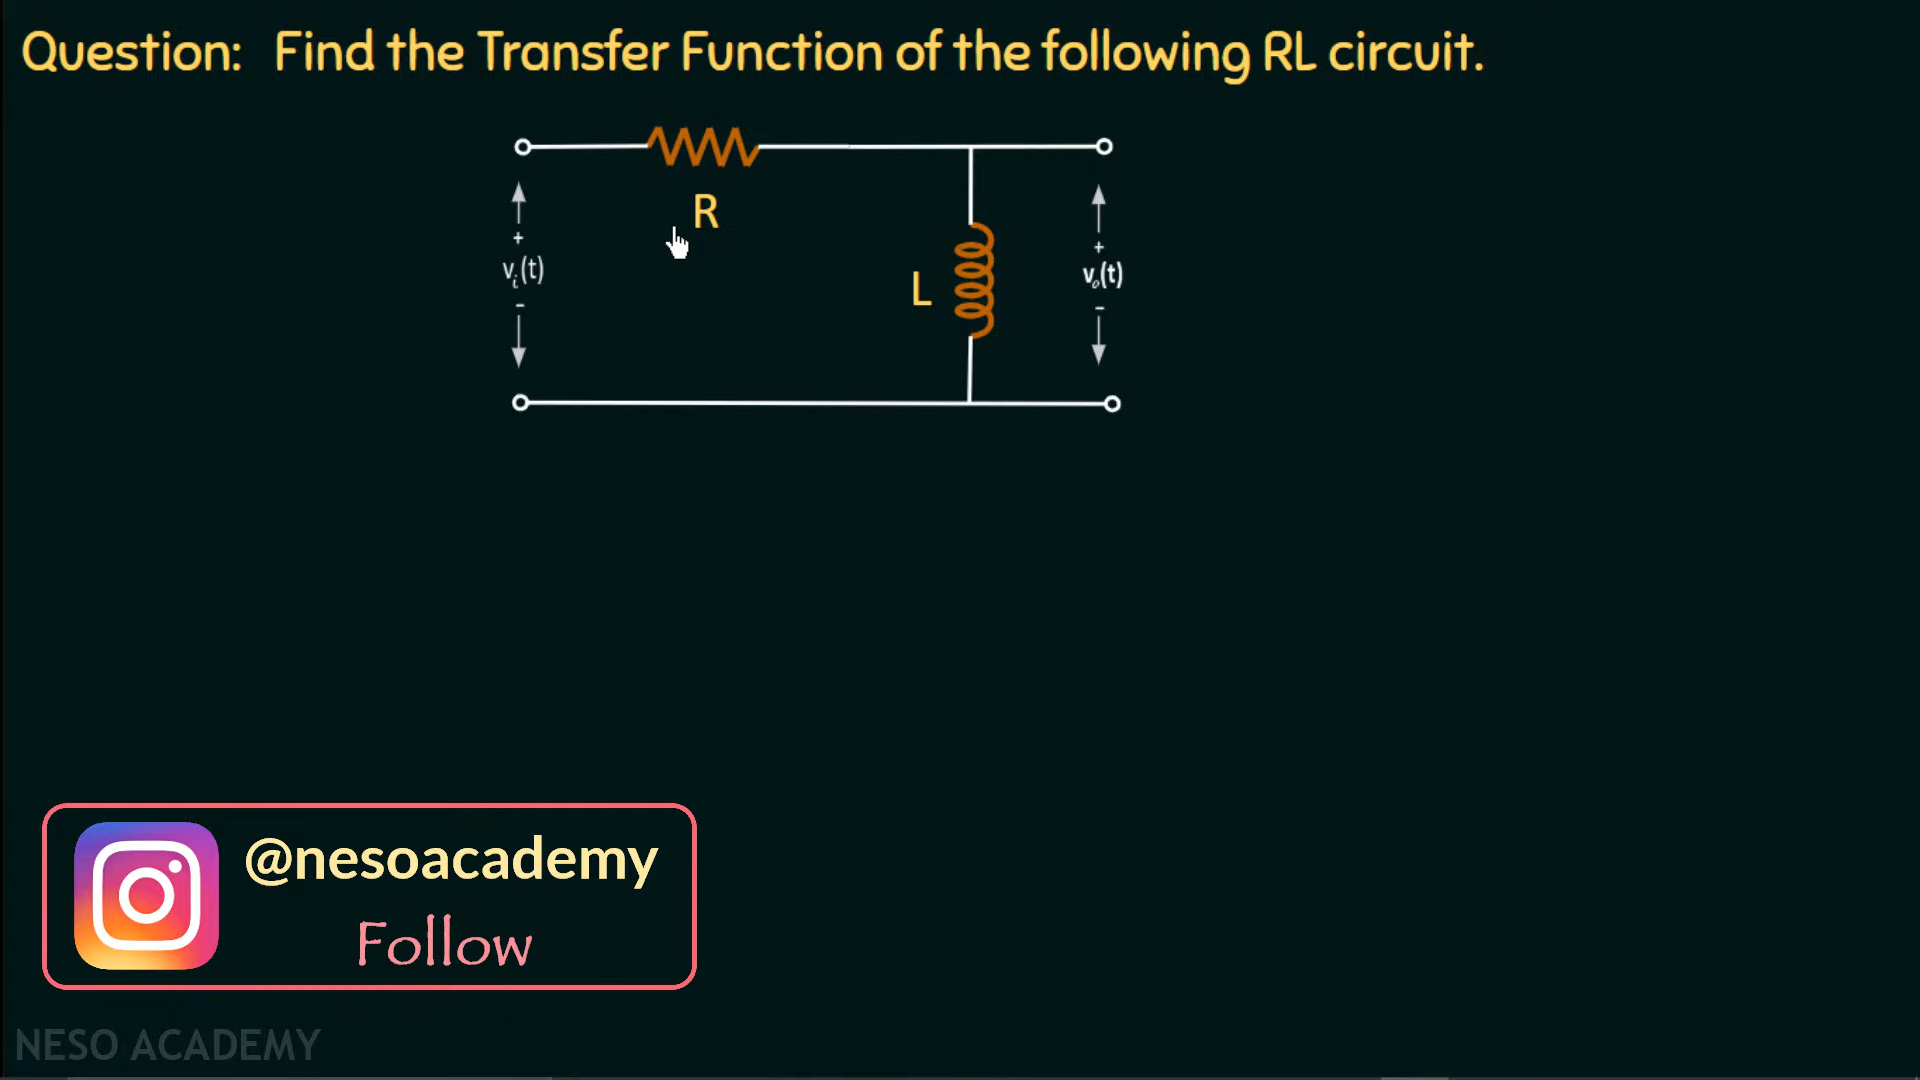 Question: Find the Transfer Function of the following RL circuit.
R
+
+
vᵢ(t)
vₒ(t)
L
-
-
@nesoacademy
Follow
NESO ACADEMY